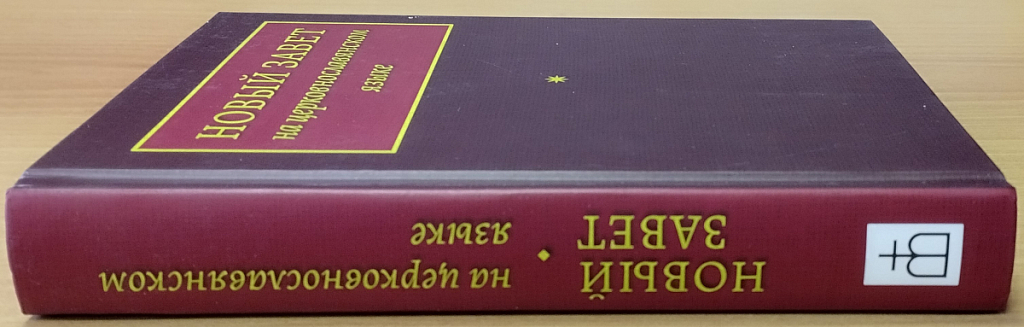 НОВЫЙ ЗАВЕТ
на церковнославянском
языке
НОВЫЙ
ЗАВЕТ
на церковнославянском
языке
В